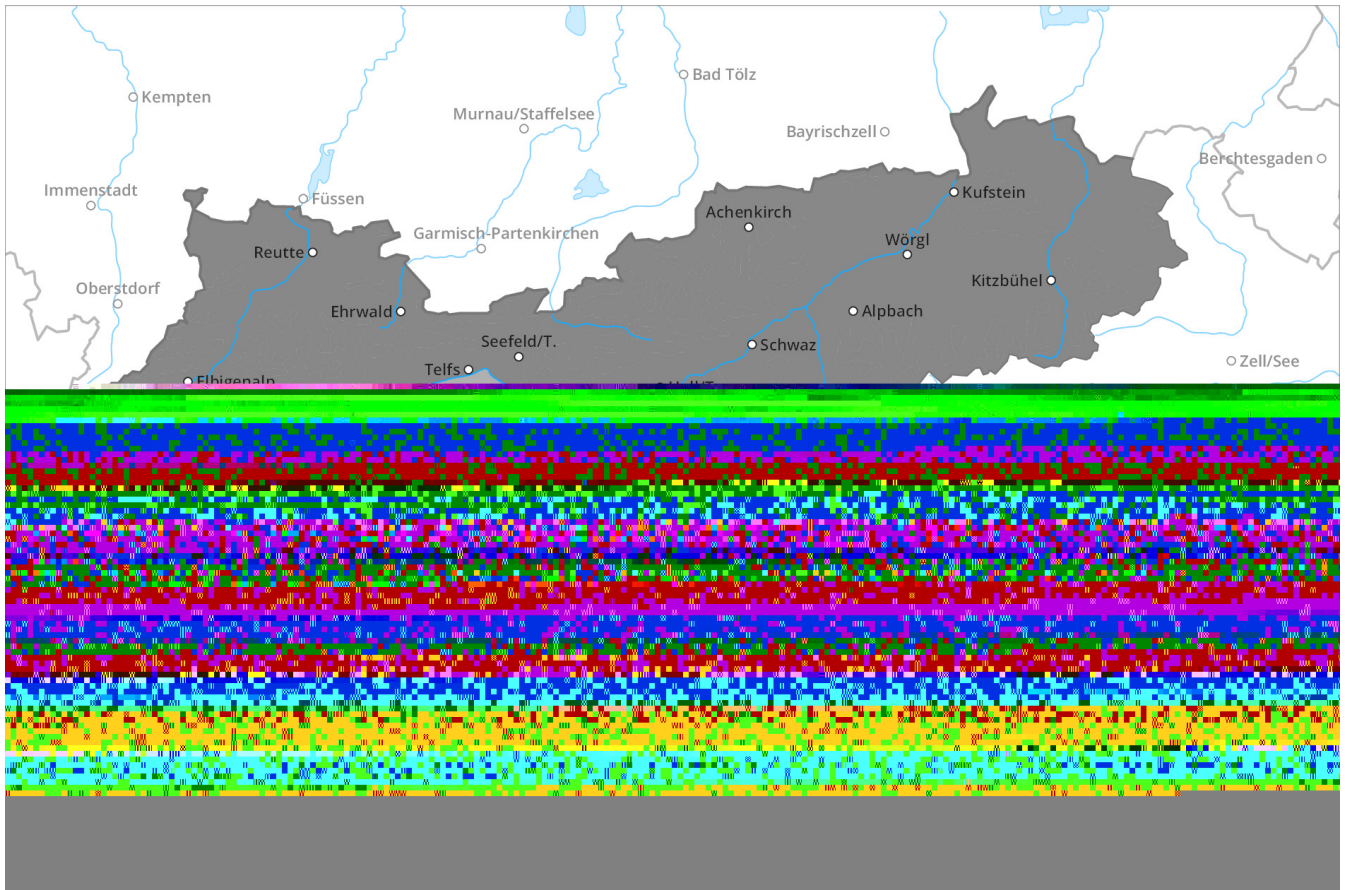 Bad Tölz
Kempten
Murnau/Staffelsee
Bayrischzell
Berchtesgaden
Immenstadt
Füssen
Kufstein
Achenkirch
Garmisch-Partenkirchen
Wörgl
Reutte
Kitzbühel
Oberstdorf
Ehrwald
Alpbach
Seefeld/T.
Schwaz
Zell/See
Telfs
Elbigenalp